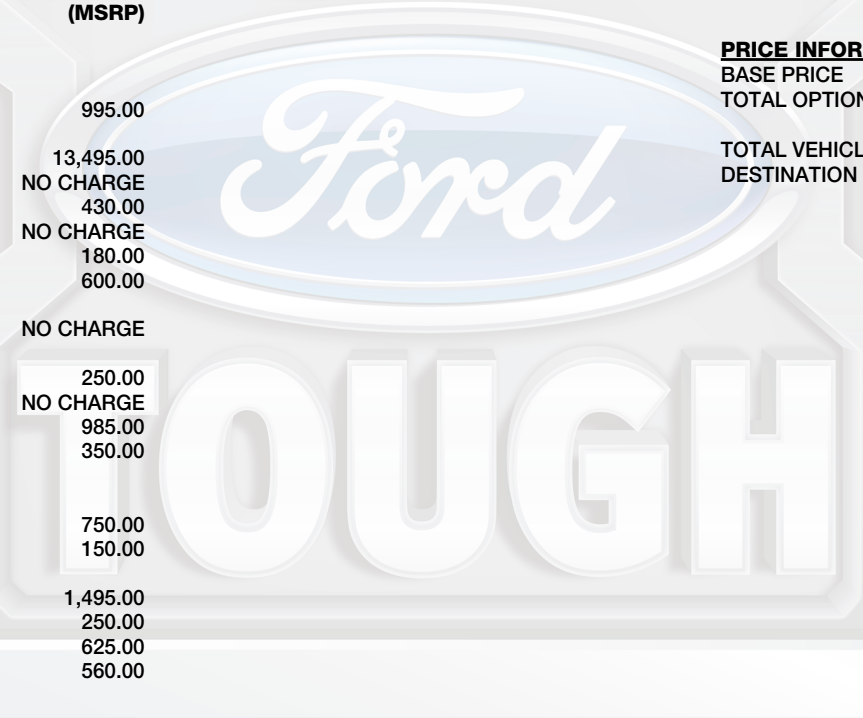 (MSRP)
995.00
13,495.00
NO CHARGE
430.00
NO CHARGE
180.00
600.00
NO CHARGE
250.00
NO CHARGE
985.00
350.00
750.00
150.00
1,495.00
250.00
625.00
560.00
PRICE INFOR
BASE PRICE
TOTAL OPTION
TOTAL VEHICL
DESTINATION
Ford
TOUGH